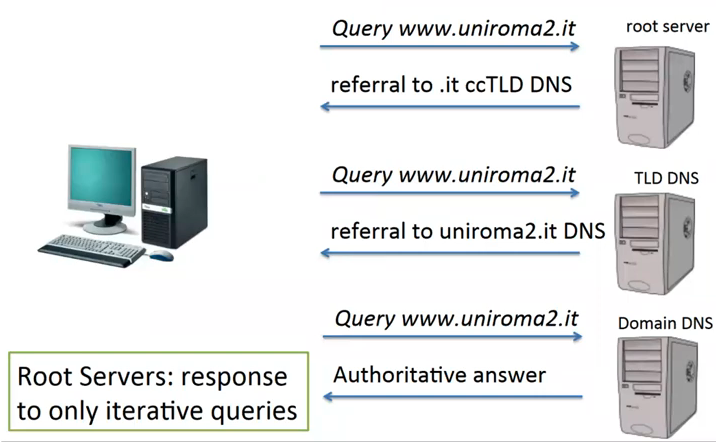 Query www.uniroma2.it
root server
referral to .it ccTLD DNS
Query www.uniroma2.it
TLD DNS
referral to uniroma2.it DNS
Query www.uniroma2.it
Domain DNS
Authoritative answer
Root Servers: response
to only iterative queries